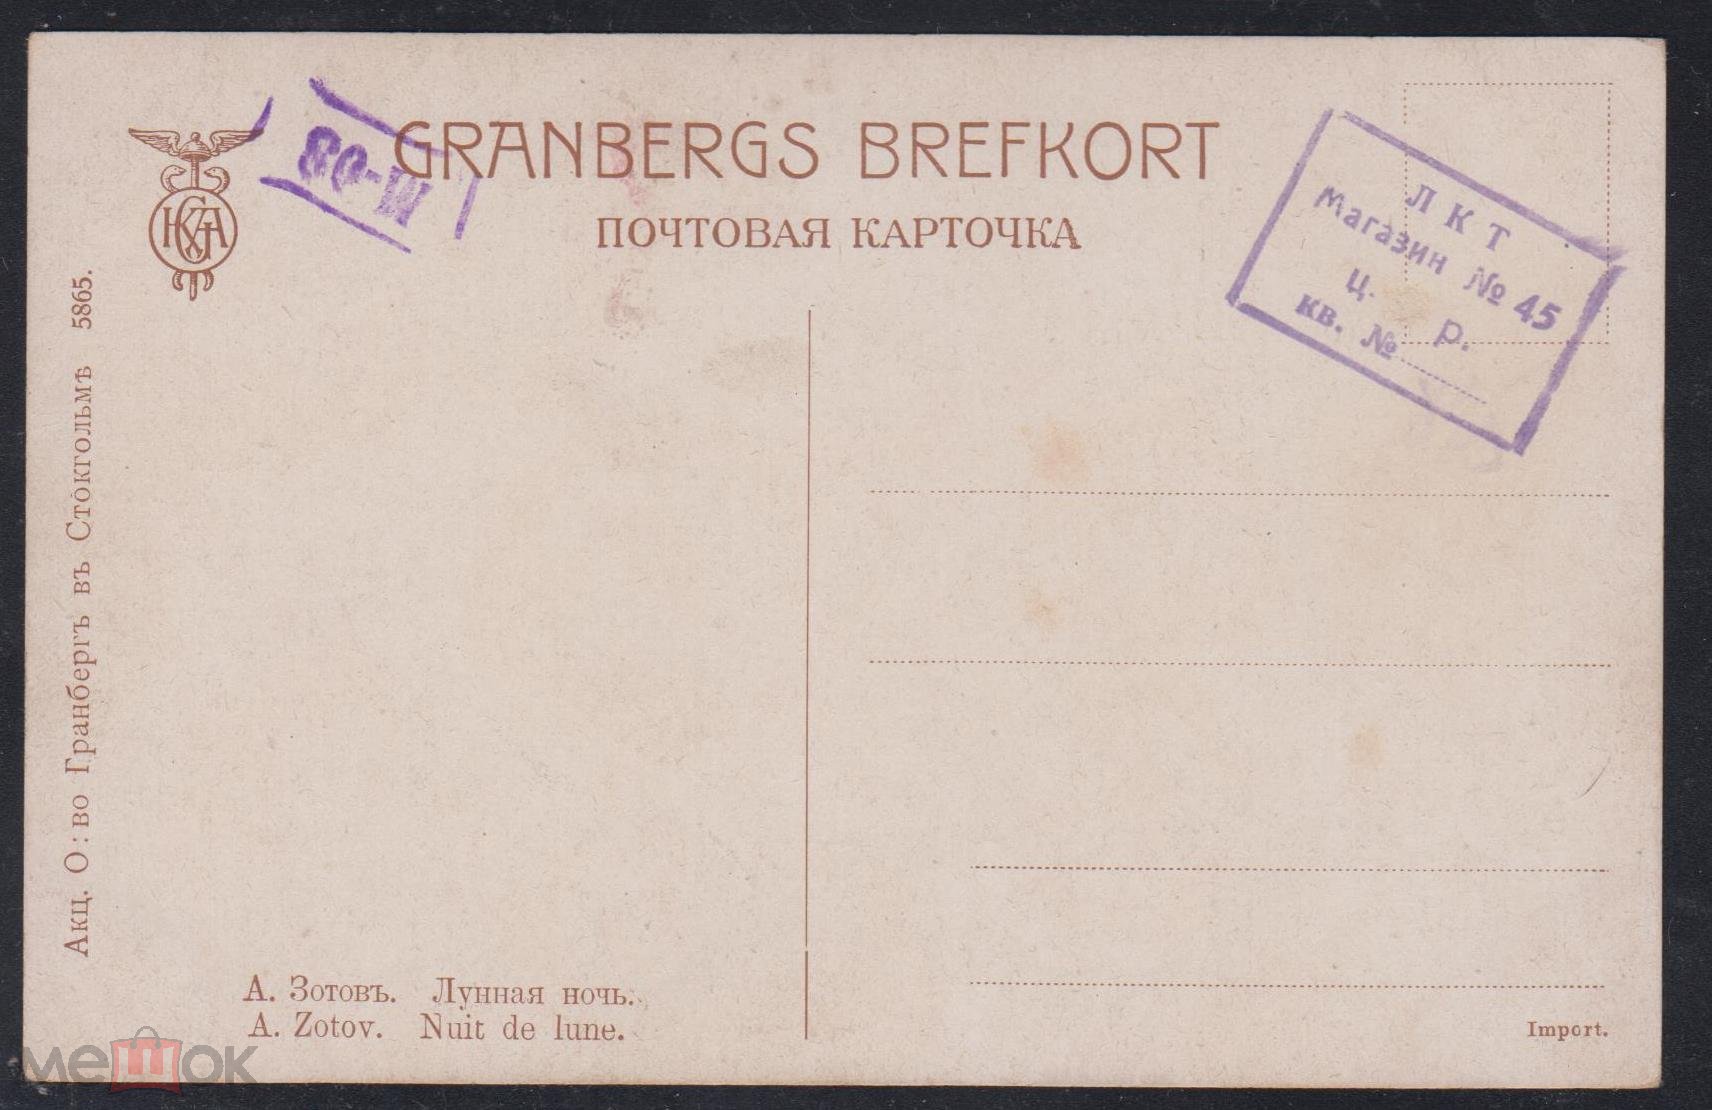 GRANBERGS BREFKORT
ПОЧТОВАЯ КАРТОЧКА
ЛКТ
Магазин № 45
ц. р.
кв. №
Акц. О:во Гранбергъ въ Стокгольмѣ 5865.
А. Зотовъ. Лунная ночь.
A. Zotov. Nuit de lune.
Import.
мешок